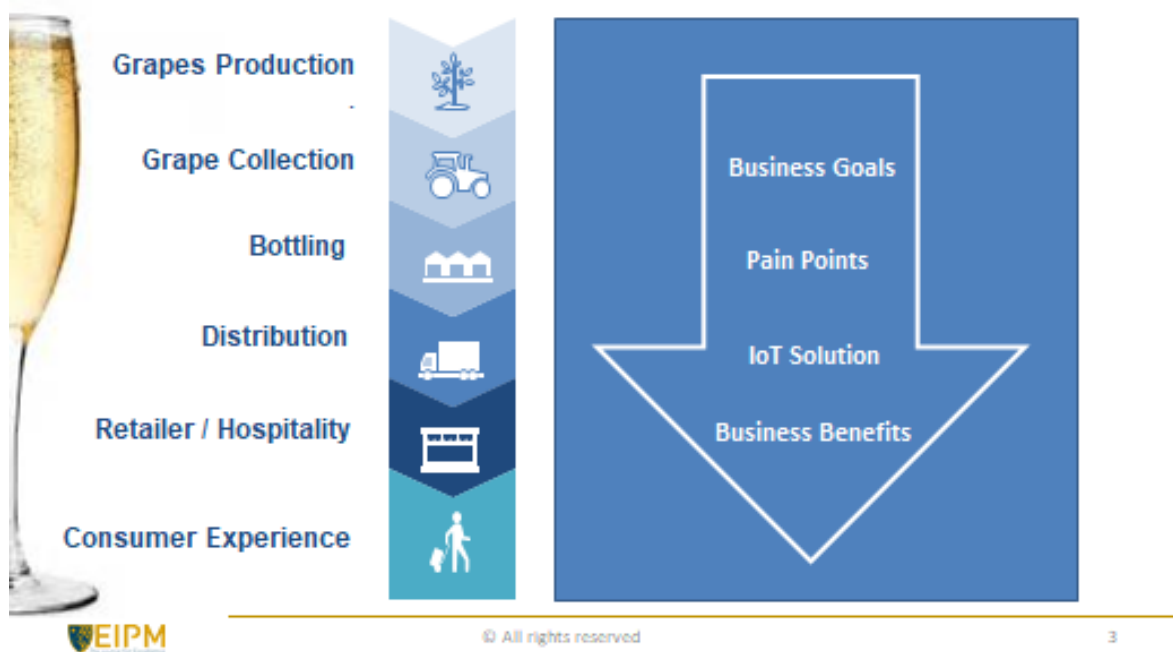 Grapes Production
.
Grape Collection
Bottling
Distribution
Retailer / Hospitality
Consumer Experience
Business Goals
Pain Points
IoT Solution
Business Benefits
EIPM
© All rights reserved
3